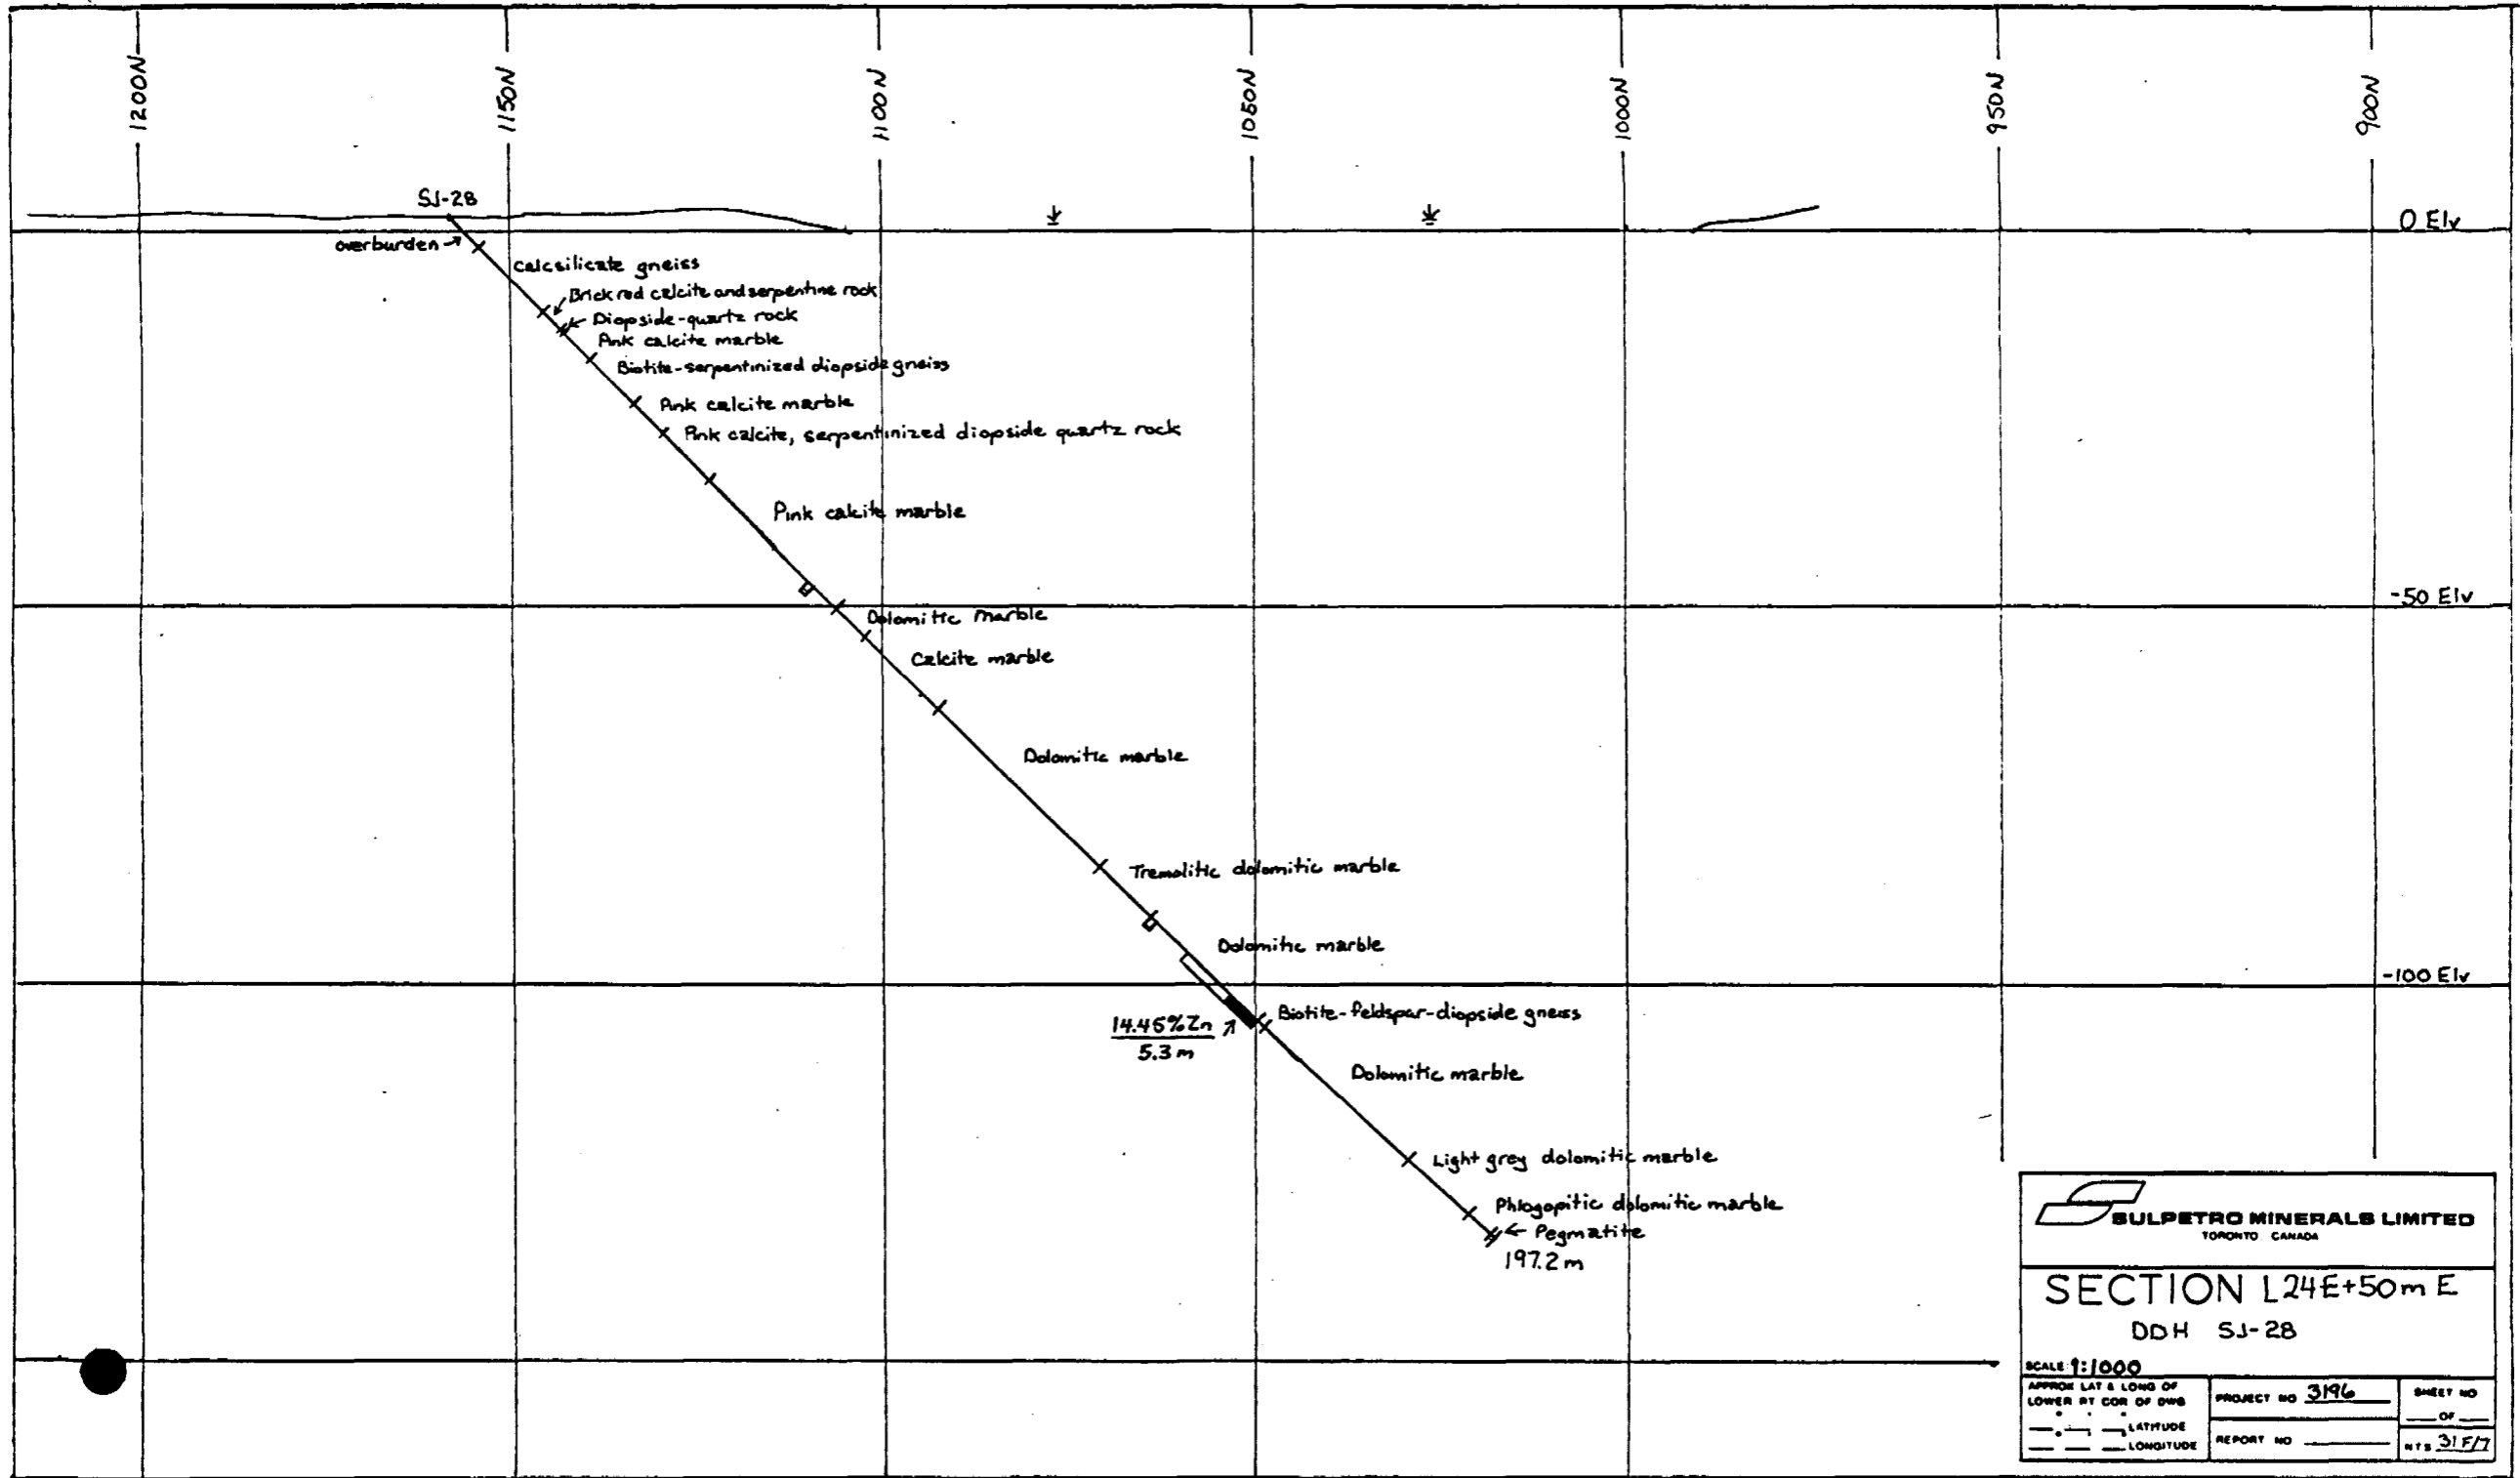 1200N
1150N
1100N
1050N
1000N
950N
900N
SJ-28
0 Elv
overburden
Calcsilicate gneiss
Brick red calcite and serpentine rock
Diopside-quartz rock
Pink calcite marble
Biotite-serpentinized diopside gneiss
Pink calcite marble
Pink calcite, serpentinized diopside quartz rock
Pink calcite marble
-50 Elv
Dolomitic marble
Calcite marble
Dolomitic marble
Tremolitic dolomitic marble
Dolomitic marble
-100 Elv
Biotite-feldspar-diopside gneiss
14.45%Zn
5.3 m
Dolomitic marble
Light grey dolomitic marble
Phlogopitic dolomitic marble
Pegmatite
197.2 m
SULPETRO MINERALS LIMITED
TORONTO CANADA
SECTION L24E+50m E
DDH SJ-28
SCALE 1:1000
APPROX LAT & LONG OF
LOWER RT COR OF DWG
LATITUDE
LONGITUDE
PROJECT NO 3196
REPORT NO
SHEET NO
OF
NTS 31F/7